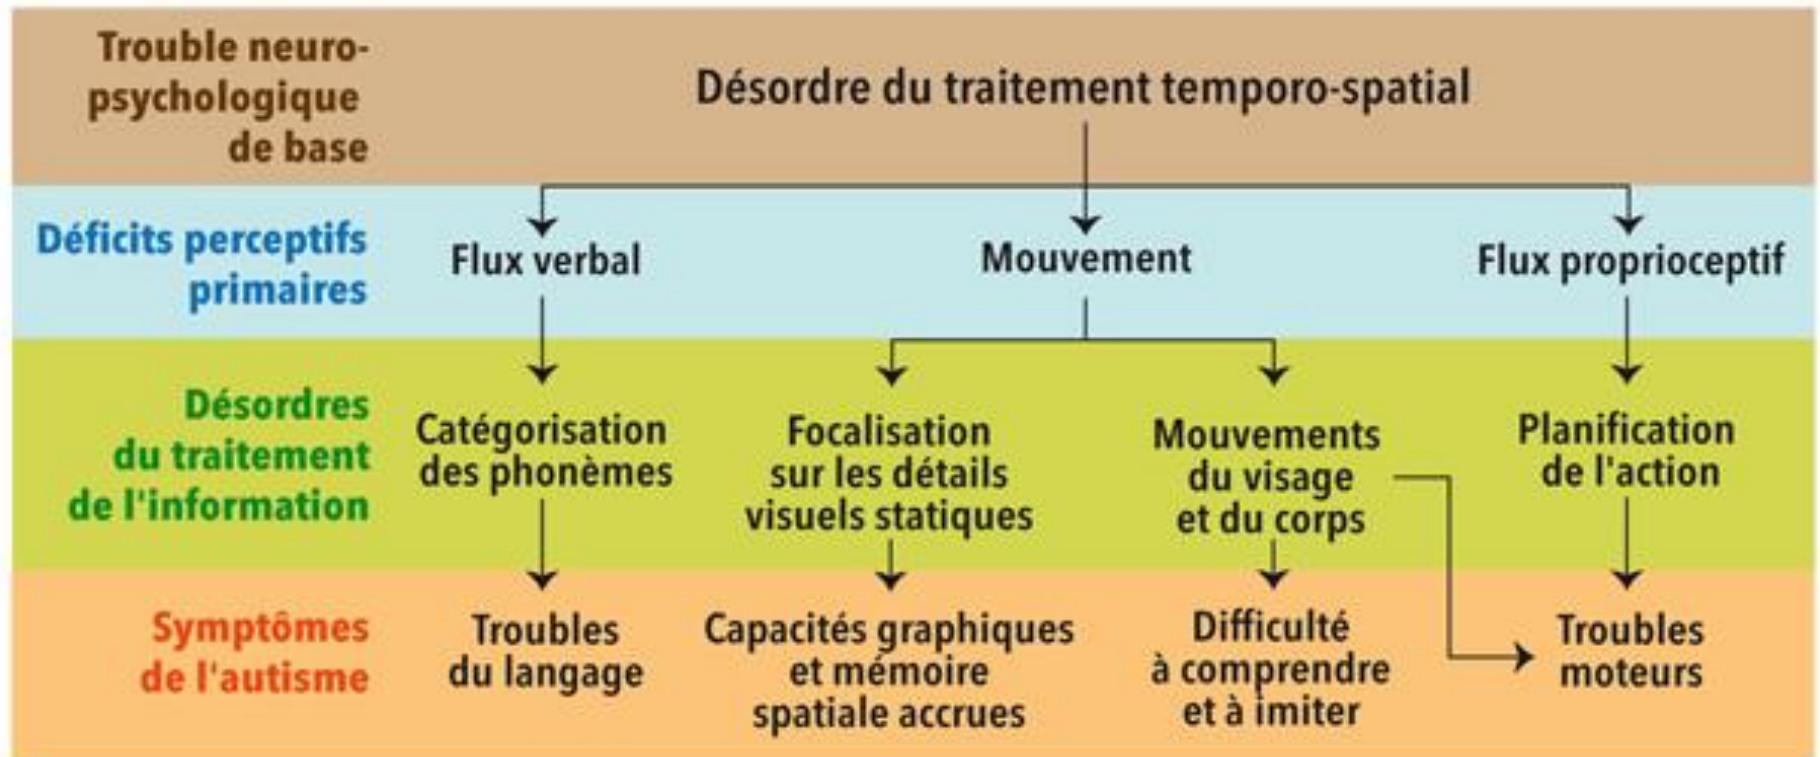 Trouble neuro-
psychologique
de base
Désordre du traitement temporo-spatial
Déficits perceptifs
primaires
Flux verbal
Mouvement
Flux proprioceptif
Désordres
du traitement
de l'information
Catégorisation
des phonèmes
Focalisation
sur les détails
visuels statiques
Mouvements
du visage
et du corps
Planification
de l'action
Symptômes
de l'autisme
Troubles
du langage
Capacités graphiques
et mémoire
spatiale accrues
Difficulté
à comprendre
et à imiter
Troubles
moteurs